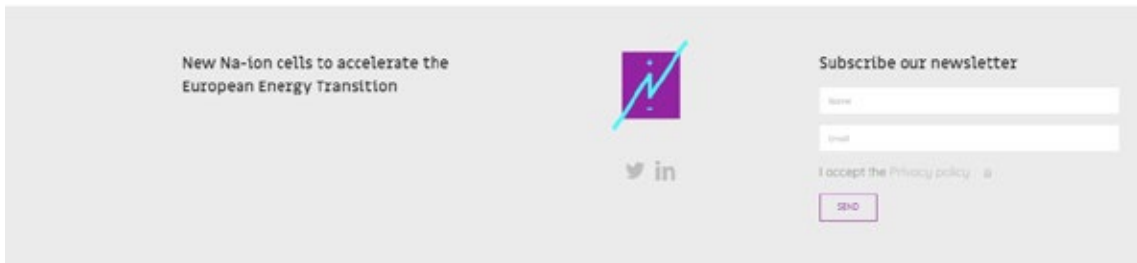 New Na-ion cells to accelerate the
European Energy Transition
in
Subscribe our newsletter
Name
Email
I accept the Privacy policy
SEND